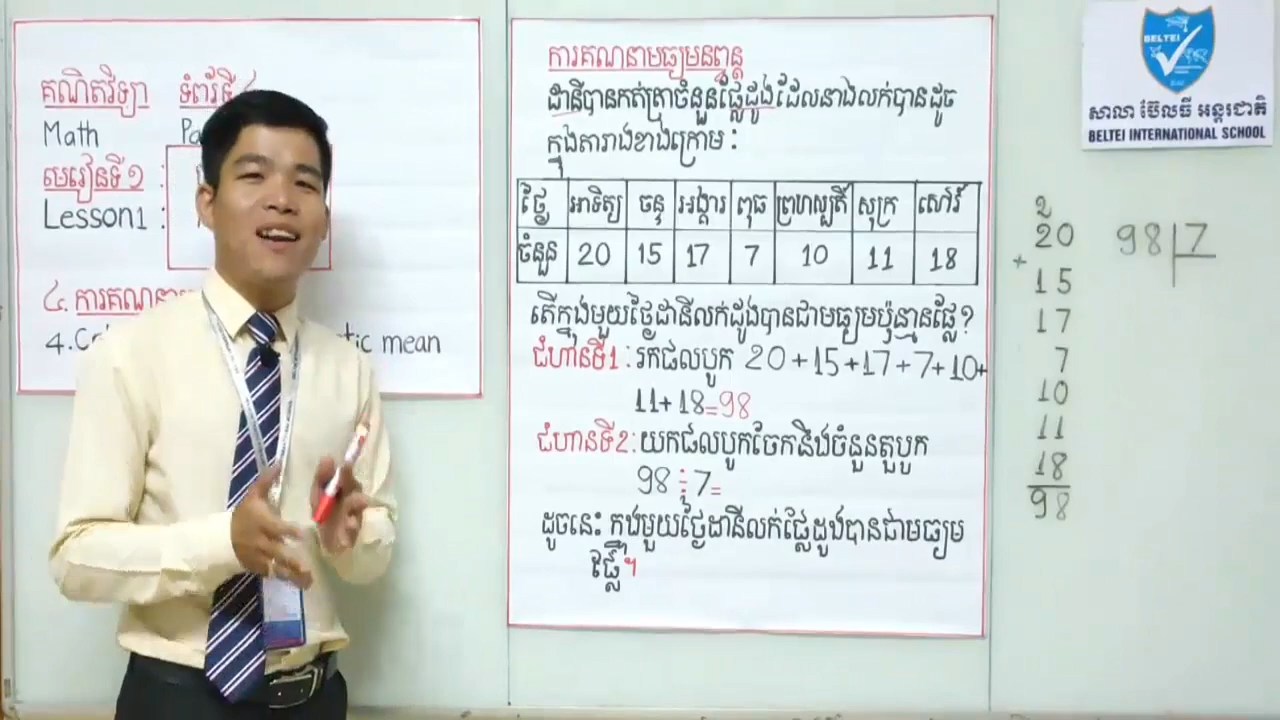 គណិតវិទ្យា ទំព័រទី៤
Math Pa
មេរៀនទី១ :
Lesson1 :
៤. ការគណនាម
4. tic mean
ការគណនាមធ្យមនព្វន្ត
ដានីបានកត់ត្រាចំនួនផ្លែដូងដែលនាងលក់បានដូច
ក្នុងតារាងខាងក្រោម :
ថ្ងៃ អាទិត្យ ចន្ទ អង្គារ ពុធ ព្រហស្បតិ៍ សុក្រ សៅរ៍
ចំនួន 20 15 17 7 10 11 18
តើក្នុងមួយថ្ងៃដានីលក់ដូងបានជាមធ្យមប៉ុន្មានផ្លែ?
ជំហានទី1 : រកផលបូក 20+15+17+7+10+
11+18=98
ជំហានទី2: យកផលបូកចែកនឹងចំនួនតួបូក
98÷7=
ដូចនេះ ក្នុងមួយថ្ងៃដានីលក់ផ្លែដូងបានជាមធ្យម
ផ្លែ។
2
20
+
15
17
7
10
11
18
98
98 7
BELTEI
សាលា ប៊ែលធី អន្តរជាតិ
BELTEI INTERNATIONAL SCHOOL